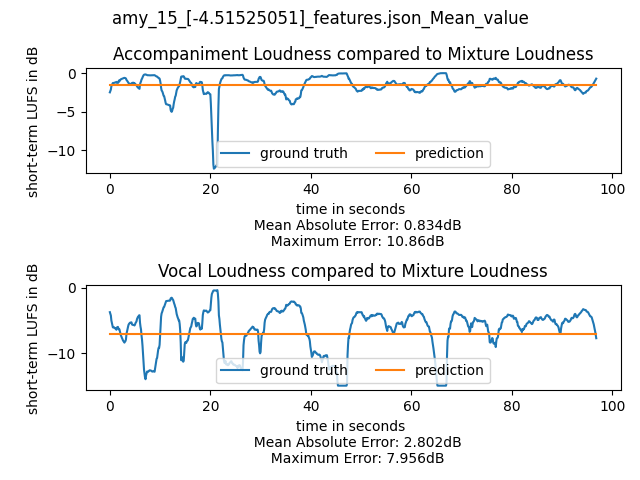 amy_15_[-4.51525051]_features.json_Mean_value
Accompaniment Loudness compared to Mixture Loudness
short-term LUFS in dB
0
−5
−10
ground truth
prediction
0 20 40 60 80 100
time in seconds
Mean Absolute Error: 0.834dB
Maximum Error: 10.86dB
Vocal Loudness compared to Mixture Loudness
short-term LUFS in dB
0
−10
ground truth
prediction
0 20 40 60 80 100
time in seconds
Mean Absolute Error: 2.802dB
Maximum Error: 7.956dB